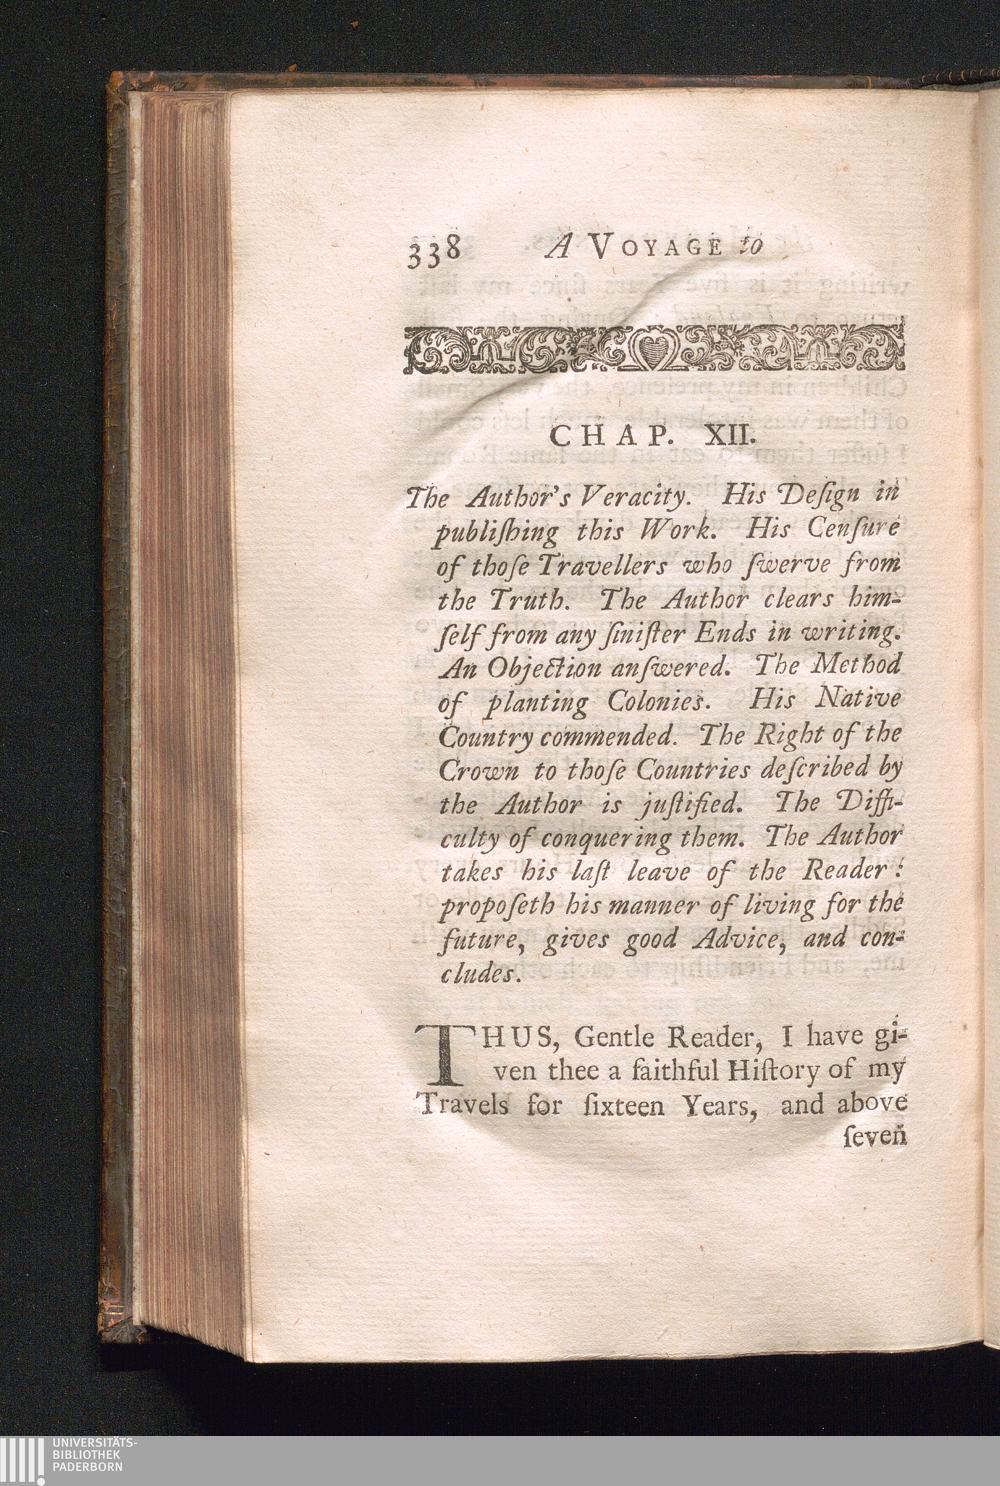 338 A VOYAGE to
CHAP. XII.
The Author's Veracity. His Deſign in
publiſhing this Work. His Cenſure
of thoſe Travellers who ſwerve from
the Truth. The Author clears him-
ſelf from any ſiniſter Ends in writing.
An Objection anſwered. The Method
of planting Colonies. His Native
Country commended. The Right of the
Crown to thoſe Countries deſcribed by
the Author is juſtified. The Diffi-
culty of conquering them. The Author
takes his laſt leave of the Reader:
propoſeth his manner of living for the
future, gives good Advice, and con-
cludes.
THUS, Gentle Reader, I have gi-
ven thee a faithful Hiſtory of my
Travels for ſixteen Years, and above
ſeven
UNIVERSITÄTS-
BIBLIOTHEK
PADERBORN